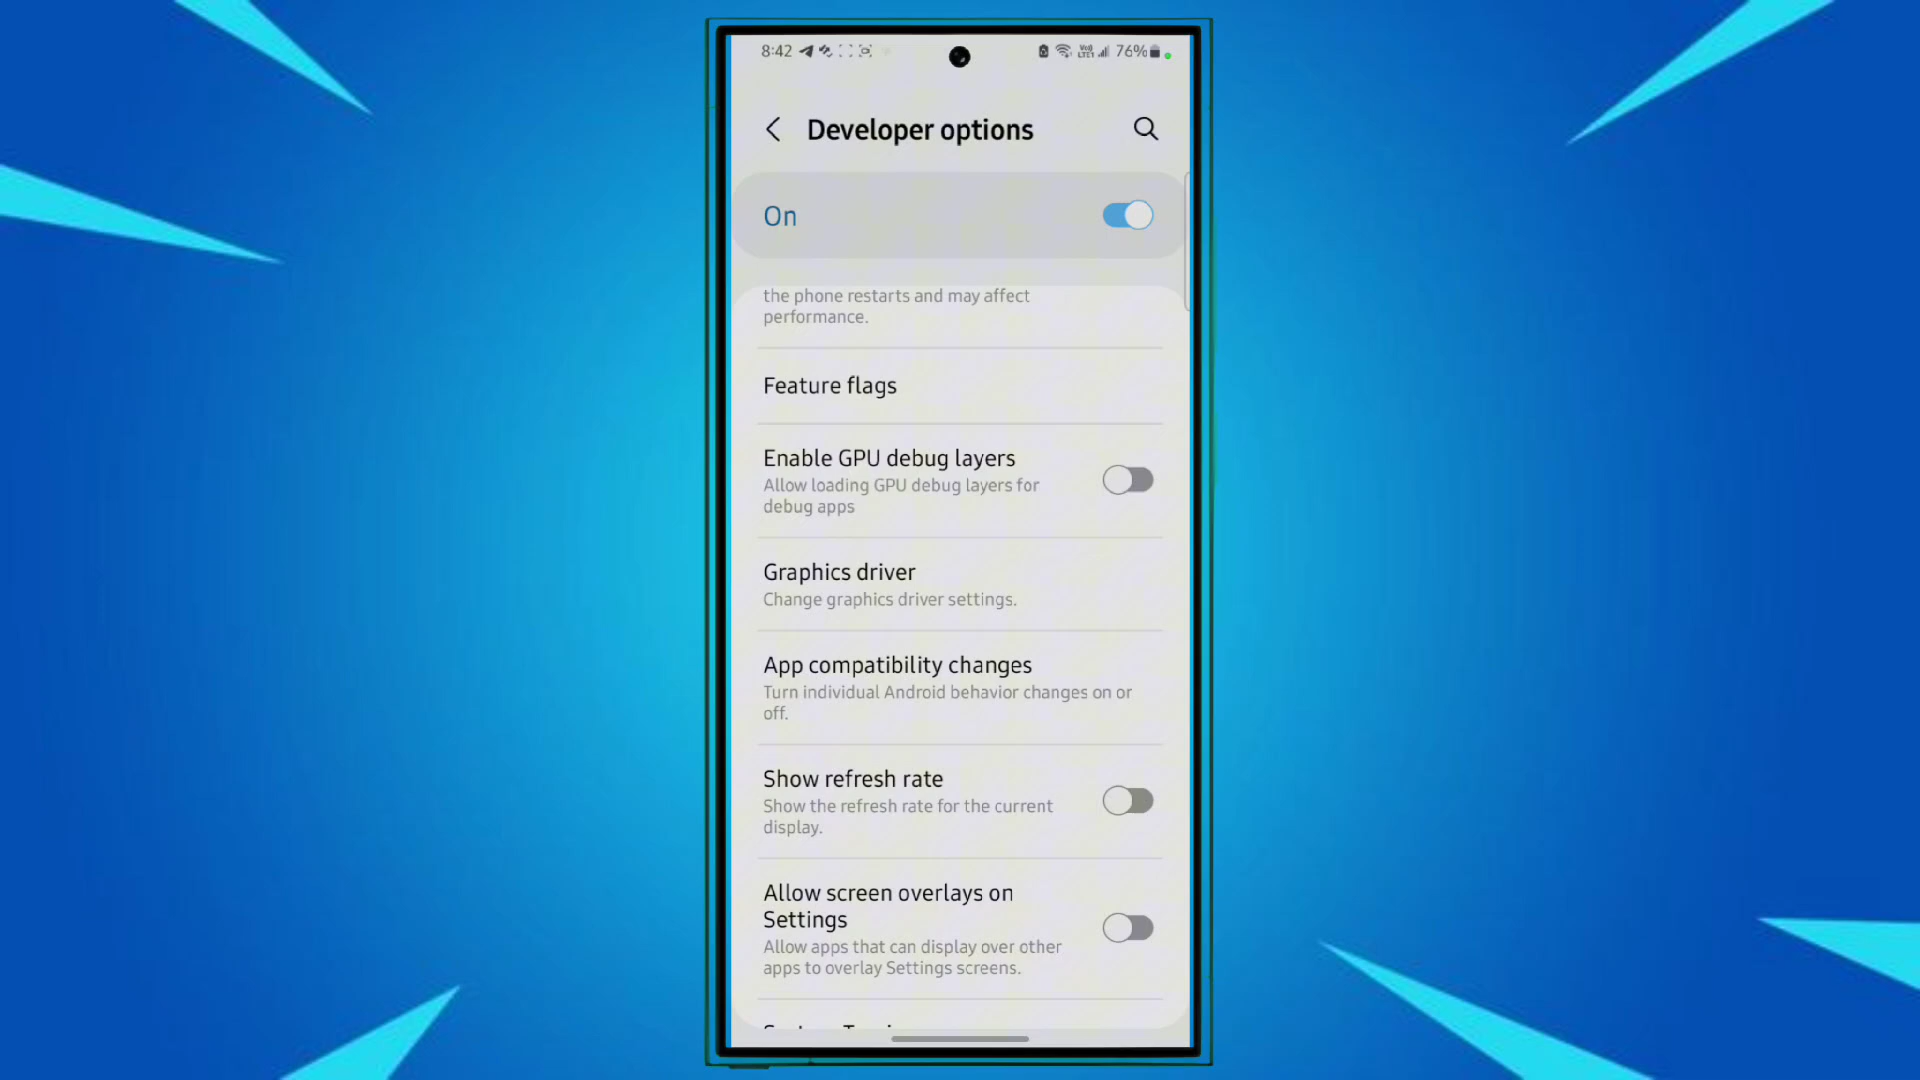 8:42
76%
Developer options
On
the phone restarts and may affect
performance.
Feature flags
Enable GPU debug layers
Allow loading GPU debug layers for
debug apps
Graphics driver
Change graphics driver settings.
App compatibility changes
Turn individual Android behavior changes on or
off.
Show refresh rate
Show the refresh rate for the current
display.
Allow screen overlays on
Settings
Allow apps that can display over other
apps to overlay Settings screens.